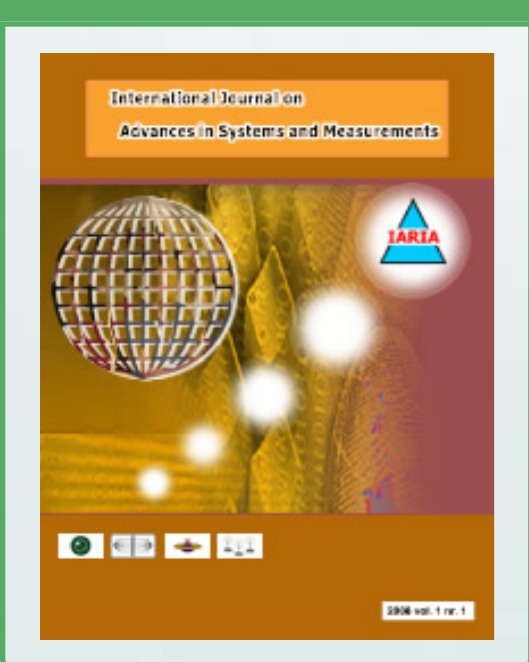 International Journal on
Advances in Systems and Measurements
IARIA
2008 vol. 1 nr. 1